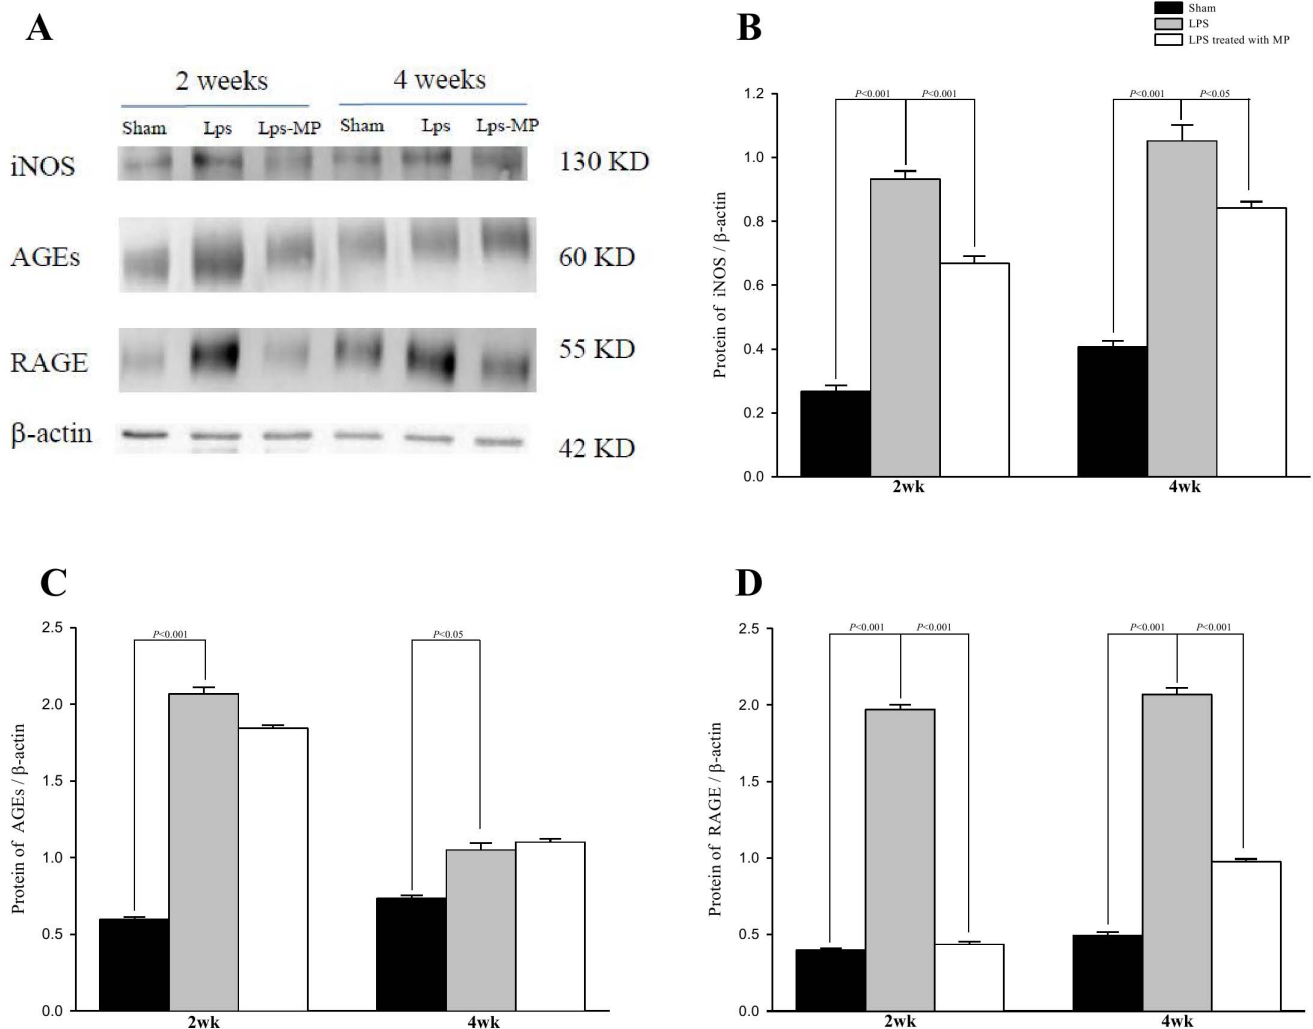 A
2 weeks
4 weeks
Sham Lps Lps-MP Sham Lps Lps-MP
iNOS 130 KD
AGEs 60 KD
RAGE 55 KD
β-actin 42 KD
B
Sham
LPS
LPS treated with MP
Protein of iNOS / β-actin
1.2
1.0
0.8
0.6
0.4
0.2
0.0
P<0.001 P<0.001
P<0.001 P<0.05
2wk 4wk
C
Protein of AGEs / β-actin
2.5
2.0
1.5
1.0
0.5
0.0
P<0.001
P<0.05
2wk 4wk
D
Protein of RAGE / β-actin
2.5
2.0
1.5
1.0
0.5
0.0
P<0.001 P<0.001
P<0.001 P<0.001
2wk 4wk